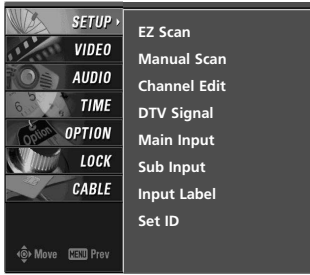 SETUP
VIDEO
AUDIO
TIME
OPTION
LOCK
CABLE
Move MENU Prev
EZ Scan
Manual Scan
Channel Edit
DTV Signal
Main Input
Sub Input
Input Label
Set ID